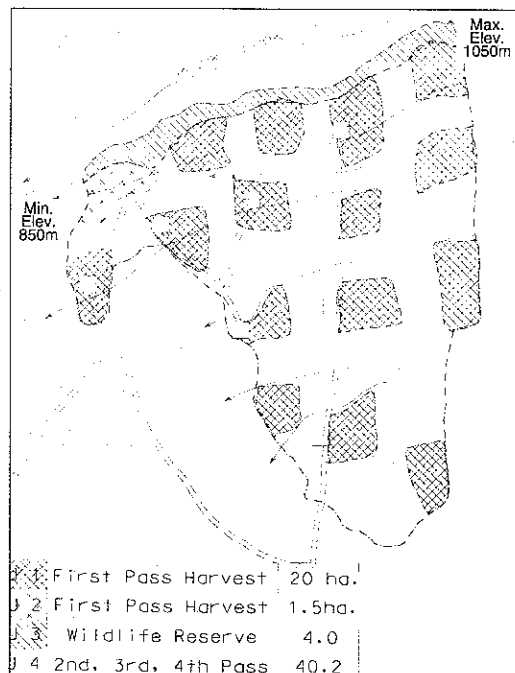 Max.
Elev.
1050m
Min.
Elev.
850m
1 First Pass Harvest 20 ha.
2 First Pass Harvest 1.5ha.
3 Wildlife Reserve 4.0
4 2nd, 3rd, 4th Pass 40.2